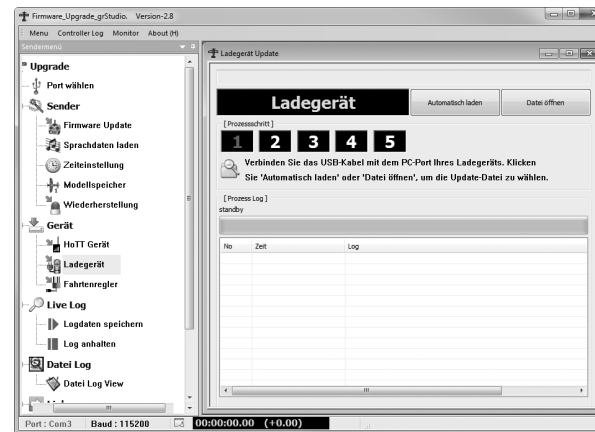 Firmware_Upgrade_grStudio. Version-2.8
Menu Controller Log Monitor About (H)
Sendermenü
Upgrade
Port wählen
Sender
Firmware Update
Sprachdaten laden
Zeiteinstellung
Modellspeicher
Wiederherstellung
Gerät
HoTT Gerät
Ladegerät
Fahrtenregler
Live Log
Logdaten speichern
Log anhalten
Datei Log
Datei Log View
Ladegerät Update
Ladegerät
Automatisch laden
Datei öffnen
[ Prozessschritt ]
1 2 3 4 5
Verbinden Sie das USB-Kabel mit dem PC-Port Ihres Ladegeräts. Klicken
Sie 'Automatisch laden' oder 'Datei öffnen', um die Update-Datei zu wählen.
[ Prozess Log ]
standby
No Zeit Log
Port : Com3 Baud : 115200 00:00:00.00 (+0.00)